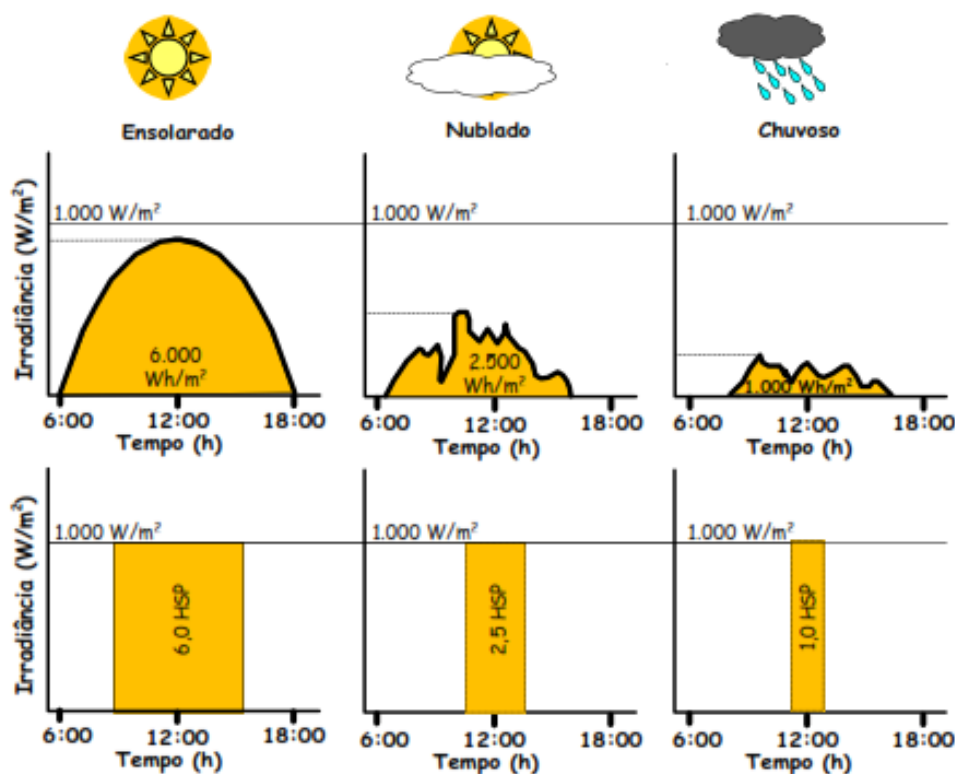 Ensolarado
Nublado
Chuvoso
Irradiância (W/m²)
1.000 W/m²
6.000
Wh/m²
6:00
12:00
18:00
Tempo (h)
1.000 W/m²
2.500
Wh/m²
6:00
12:00
18:00
Tempo (h)
1.000 W/m²
1.000 Wh/m²
6:00
12:00
18:00
Tempo (h)
Irradiância (W/m²)
1.000 W/m²
6,0 HSP
6:00
12:00
18:00
Tempo (h)
1.000 W/m²
2,5 HSP
6:00
12:00
18:00
Tempo (h)
1.000 W/m²
1,0 HSP
6:00
12:00
18:00
Tempo (h)